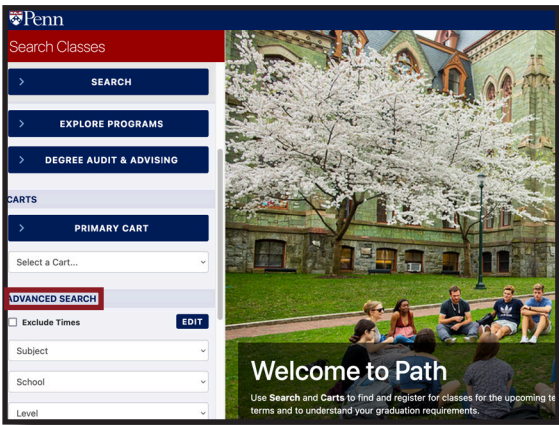 Penn
Search Classes
SEARCH
EXPLORE PROGRAMS
DEGREE AUDIT & ADVISING
CARTS
PRIMARY CART
Select a Cart...
ADVANCED SEARCH
Exclude Times
EDIT
Subject
School
Level
Welcome to Path
Use Search and Carts to find and register for classes for the upcoming te
terms and to understand your graduation requirements.